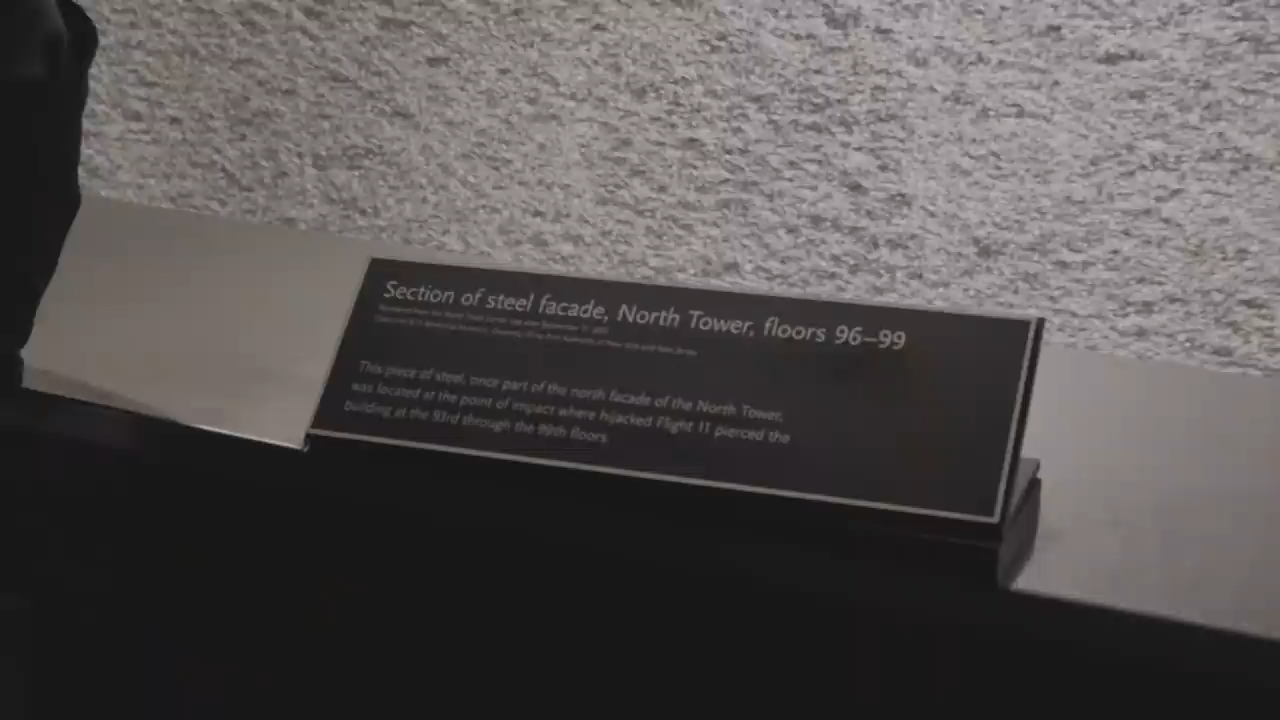 Section of steel facade, North Tower, floors 96–99
This piece of steel, once part of the north facade of the North Tower,
was located at the point of impact where hijacked Flight 11 pierced the
building at the 93rd through the 99th floors.